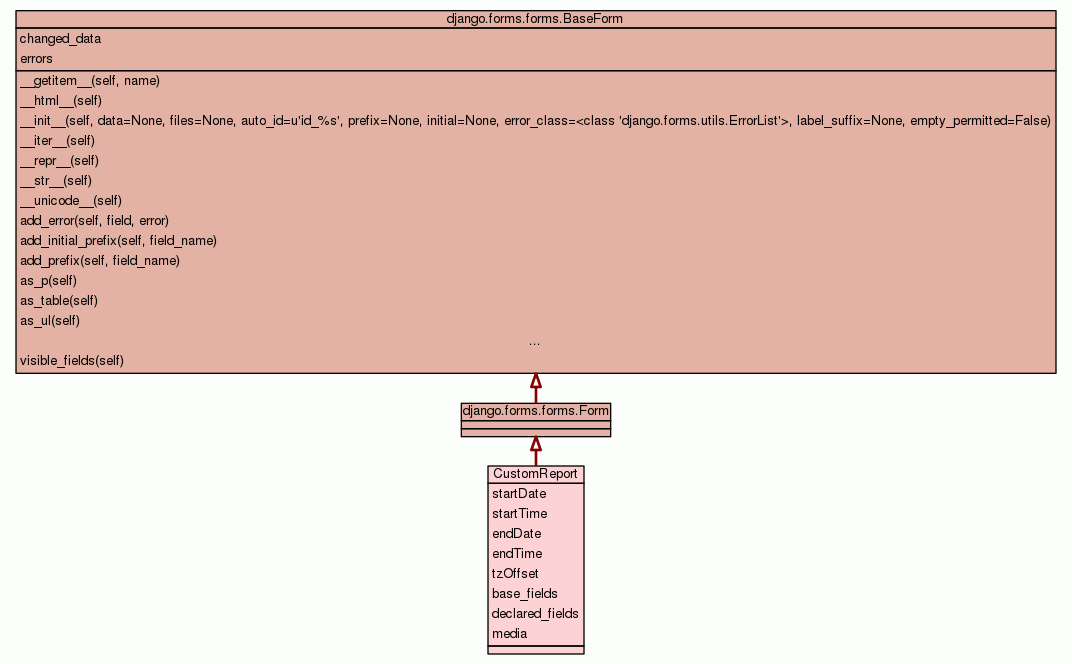 django.forms.forms.BaseForm
changed_data
errors
__getitem__(self, name)
__html__(self)
__init__(self, data=None, files=None, auto_id=u'id_%s', prefix=None, initial=None, error_class=<class 'django.forms.utils.ErrorList'>, label_suffix=None, empty_permitted=False)
__iter__(self)
__repr__(self)
__str__(self)
__unicode__(self)
add_error(self, field, error)
add_initial_prefix(self, field_name)
add_prefix(self, field_name)
as_p(self)
as_table(self)
as_ul(self)
...
visible_fields(self)
django.forms.forms.Form
CustomReport
startDate
startTime
endDate
endTime
tzOffset
base_fields
declared_fields
media